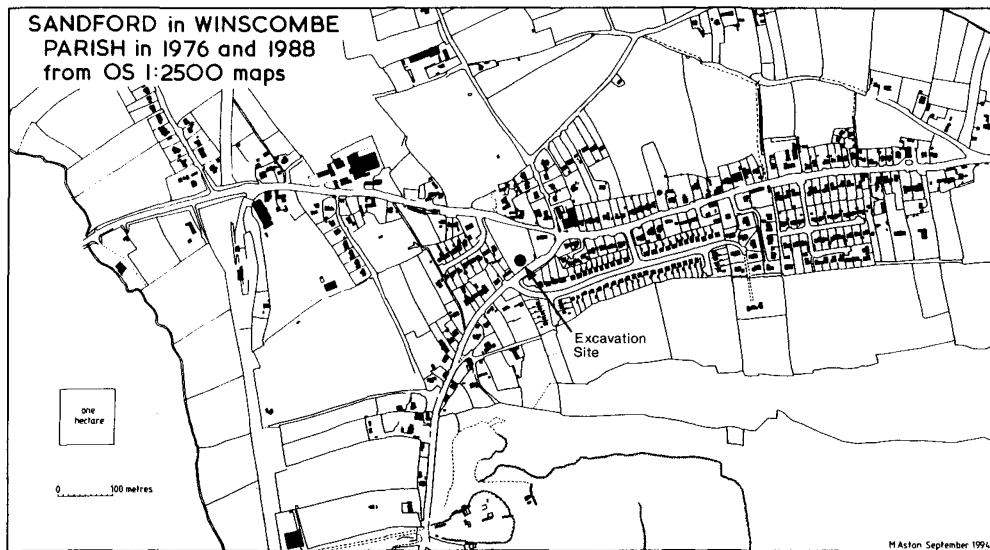 SANDFORD in WINSCOMBE
PARISH in 1976 and 1988
from OS 1:2500 maps
Excavation
Site
one
hectare
0 100 metres
M Aston September 1994